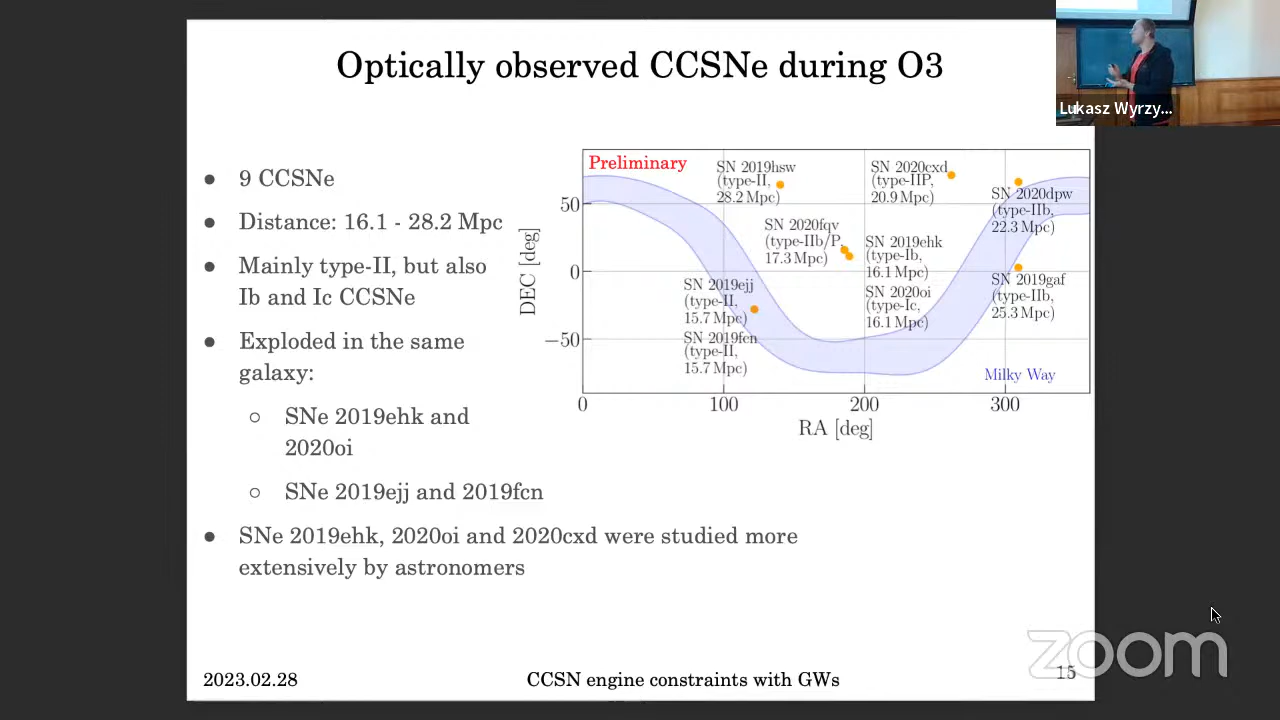 Optically observed CCSNe during O3
Lukasz Wyrzy...
● 9 CCSNe
● Distance: 16.1 - 28.2 Mpc
● Mainly type-II, but also
Ib and Ic CCSNe
● Exploded in the same
galaxy:
○ SNe 2019ehk and
2020oi
○ SNe 2019ejj and 2019fcn
● SNe 2019ehk, 2020oi and 2020cxd were studied more
extensively by astronomers
Preliminary
SN 2019hsw
(type-II,
28.2 Mpc)
SN 2020cxd
(type-IIP,
20.9 Mpc)
SN 2020dpw
(type-IIb,
22.3 Mpc)
SN 2020fqv
(type-IIb/P,
17.3 Mpc)
SN 2019ehk
(type-Ib,
16.1 Mpc)
SN 2020oi
(type-Ic,
16.1 Mpc)
SN 2019gaf
(type-IIb,
25.3 Mpc)
SN 2019ejj
(type-II,
15.7 Mpc)
SN 2019fcn
(type-II,
15.7 Mpc)
Milky Way
DEC [deg]
50
0
−50
0 100 200 300
RA [deg]
2023.02.28
CCSN engine constraints with GWs
15
zoom